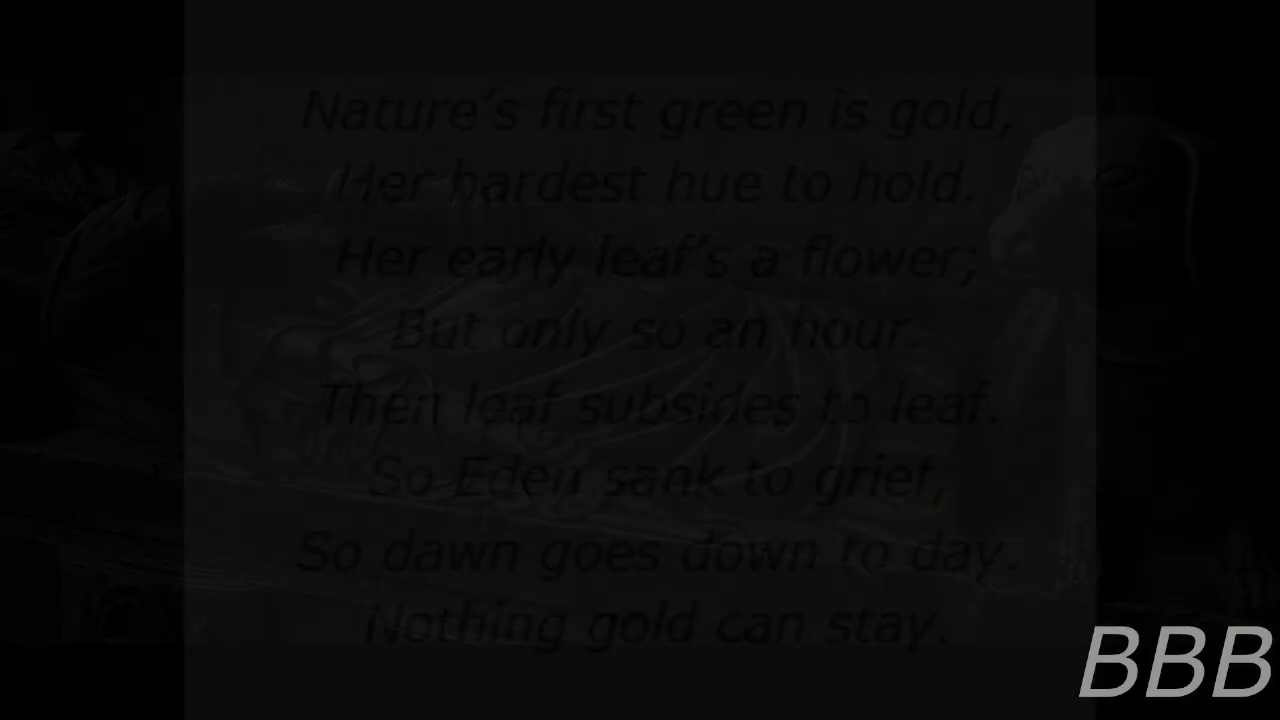 Nature’s first green is gold,
Her hardest hue to hold.
Her early leaf’s a flower;
But only so an hour.
Then leaf subsides to leaf.
So Eden sank to grief,
So dawn goes down to day.
Nothing gold can stay.
BBB